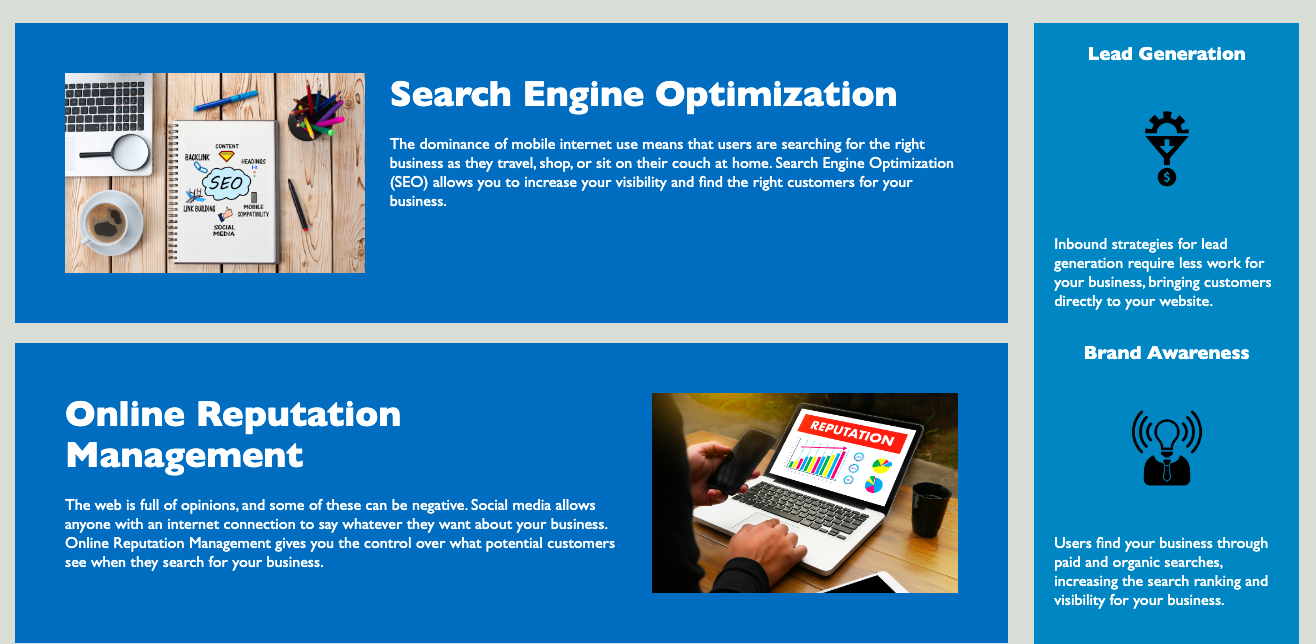 Search Engine Optimization
The dominance of mobile internet use means that users are searching for the right
business as they travel, shop, or sit on their couch at home. Search Engine Optimization
(SEO) allows you to increase your visibility and find the right customers for your
business.
CONTENT
BACKLINK
HEADINGS
SEO
LINK BUILDING
MOBILE
COMPATIBILITY
SOCIAL
MEDIA
Online Reputation
Management
The web is full of opinions, and some of these can be negative. Social media allows
anyone with an internet connection to say whatever they want about your business.
Online Reputation Management gives you the control over what potential customers
see when they search for your business.
REPUTATION
Lead Generation
$
Inbound strategies for lead
generation require less work for
your business, bringing customers
directly to your website.
Brand Awareness
Users find your business through
paid and organic searches,
increasing the search ranking and
visibility for your business.